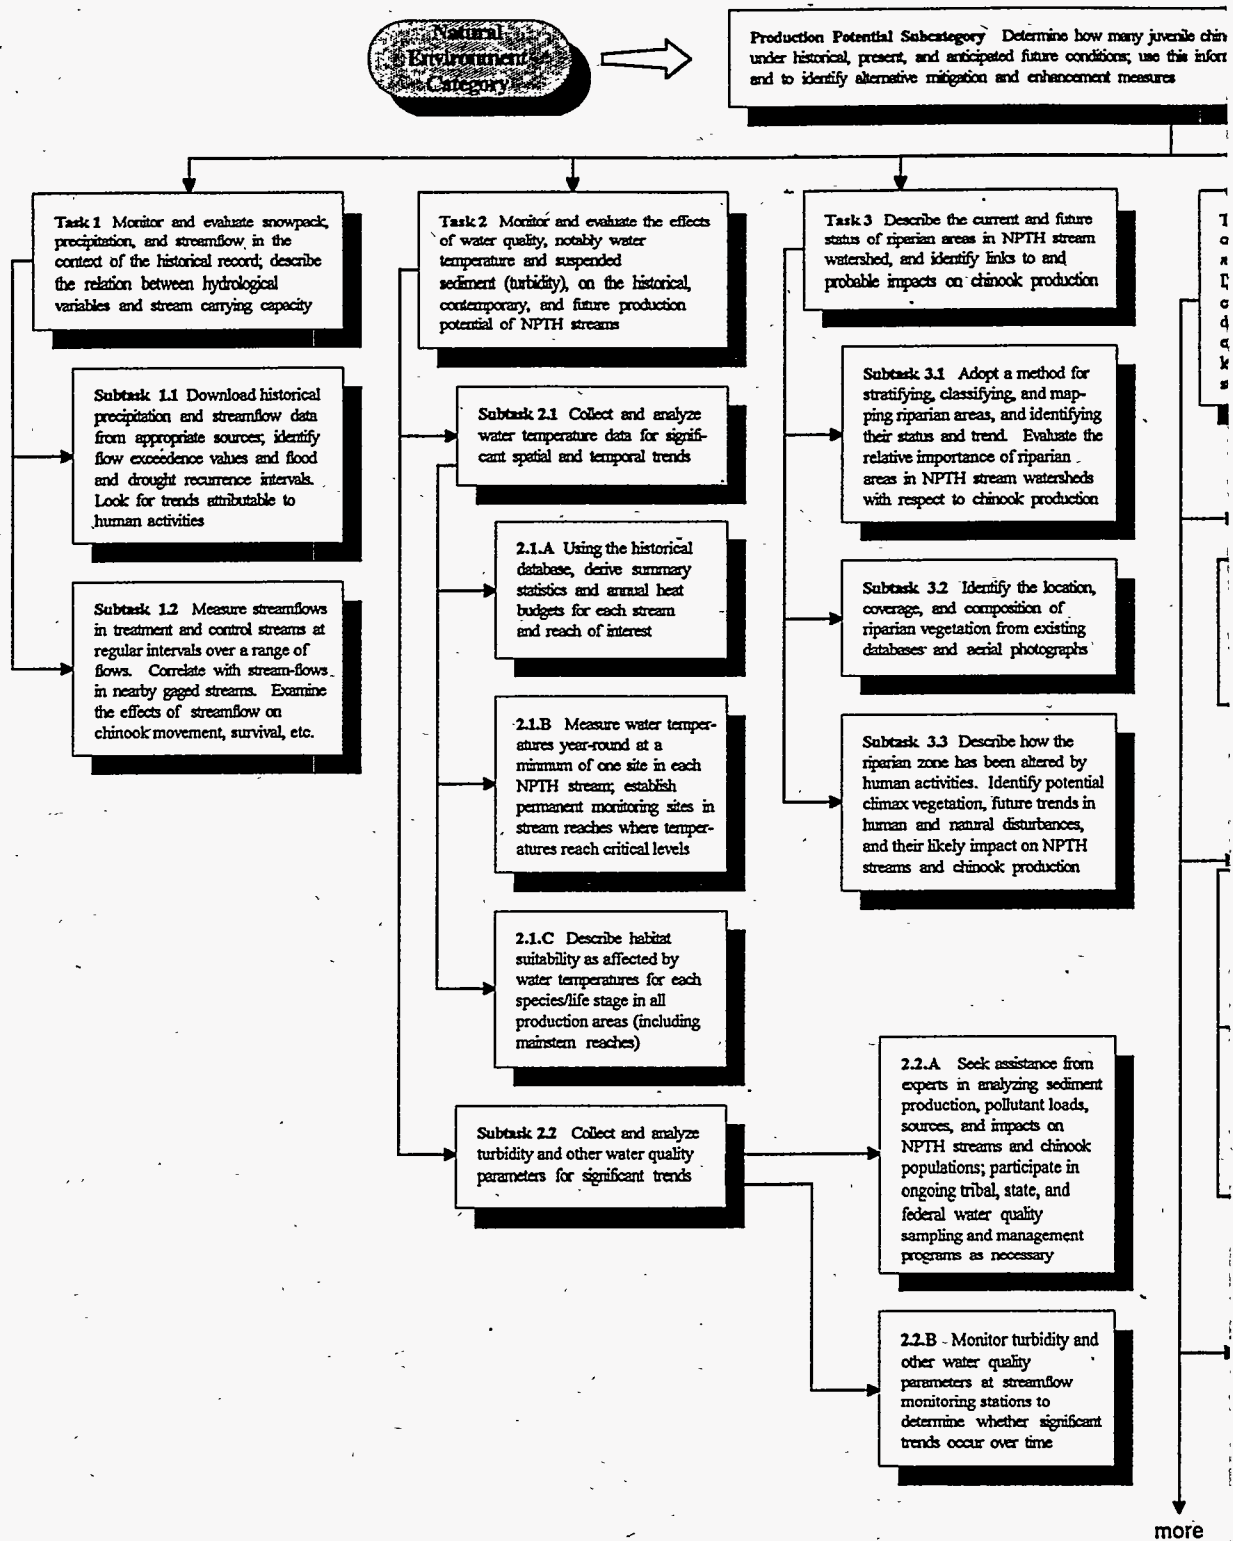 Natural
Environment
Category
Production Potential Subcategory Determine how many juvenile chin
under historical, present, and anticipated future conditions; use this infor
and to identify alternative mitigation and enhancement measures
Task 1 Monitor and evaluate snowpack,
precipitation, and streamflow, in the
context of the historical record; describe
the relation between hydrological
variables and stream carrying capacity
Subtask 1.1 Download historical
precipitation and streamflow data
from appropriate sources; identify
flow exceedence values and flood
and drought recurrence intervals.
Look for trends attributable to
human activities
Subtask 1.2 Measure streamflows
in treatment and control streams at
regular intervals over a range of
flows. Correlate with stream-flows
in nearby gaged streams. Examine
the effects of streamflow on
chinook movement, survival, etc.
Task 2 Monitor and evaluate the effects
of water quality, notably water
temperature and suspended
sediment (turbidity), on the historical,
contemporary, and future production
potential of NPTH streams
Subtask 2.1 Collect and analyze
water temperature data for signifi-
cant spatial and temporal trends
2.1.A Using the historical
database, derive summary
statistics and annual heat
budgets for each stream
and reach of interest
2.1.B Measure water temper-
atures year-round at a
minimum of one site in each
NPTH stream; establish
permanent monitoring sites in
stream reaches where temper-
atures reach critical levels
2.1.C Describe habitat
suitability as affected by
water temperatures for each
species/life stage in all
production areas (including
mainstem reaches)
Subtask 2.2 Collect and analyze
turbidity and other water quality
parameters for significant trends
2.2.A Seek assistance from
experts in analyzing sediment
production, pollutant loads,
sources, and impacts on
NPTH streams and chinook
populations; participate in
ongoing tribal, state, and
federal water quality
sampling and management
programs as necessary
2.2.B Monitor turbidity and
other water quality
parameters at streamflow
monitoring stations to
determine whether significant
trends occur over time
Task 3 Describe the current and future
status of riparian areas in NPTH stream
watershed, and identify links to and
probable impacts on chinook production
Subtask 3.1 Adopt a method for
stratifying, classifying, and map-
ping riparian areas, and identifying
their status and trend. Evaluate the
relative importance of riparian
areas in NPTH stream watersheds
with respect to chinook production
Subtask 3.2 Identify the location,
coverage, and composition of
riparian vegetation from existing
databases and aerial photographs
Subtask 3.3 Describe how the
riparian zone has been altered by
human activities. Identify potential
climax vegetation, future trends in
human and natural disturbances,
and their likely impact on NPTH
streams and chinook production
more